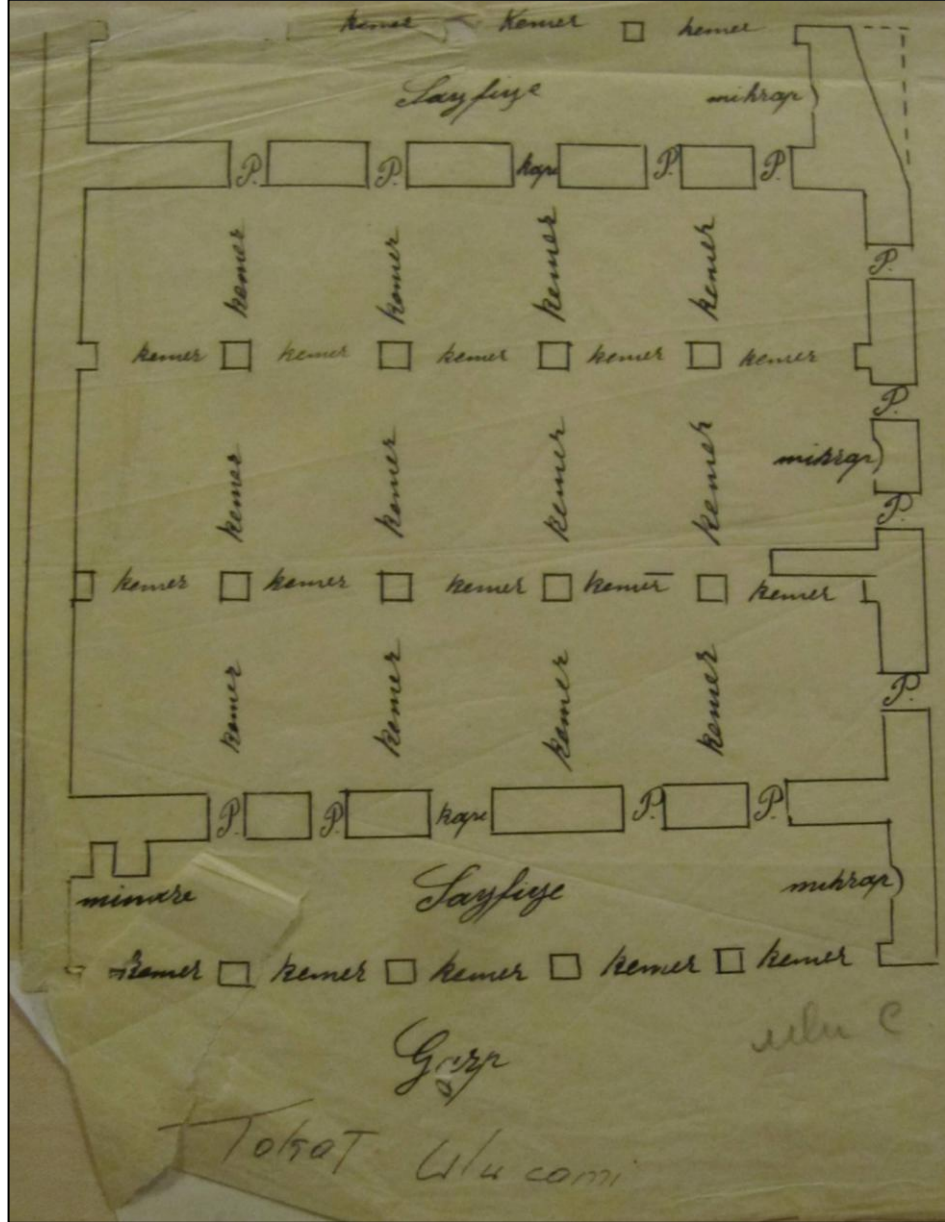 kemer Kemer kemer
Sayfiye mihrap
P. P. kapı P. P.
kemer kemer kemer kemer
P.
kemer kemer kemer kemer kemer
P.
kemer kemer kemer kemer
mihrap
P.
kemer kemer kemer kemer kemer
kemer kemer kemer kemer
P.
P. P. kapı P. P.
minare Sayfiye mihrap
kemer kemer kemer kemer kemer
Garp
Tokat Ulu cami